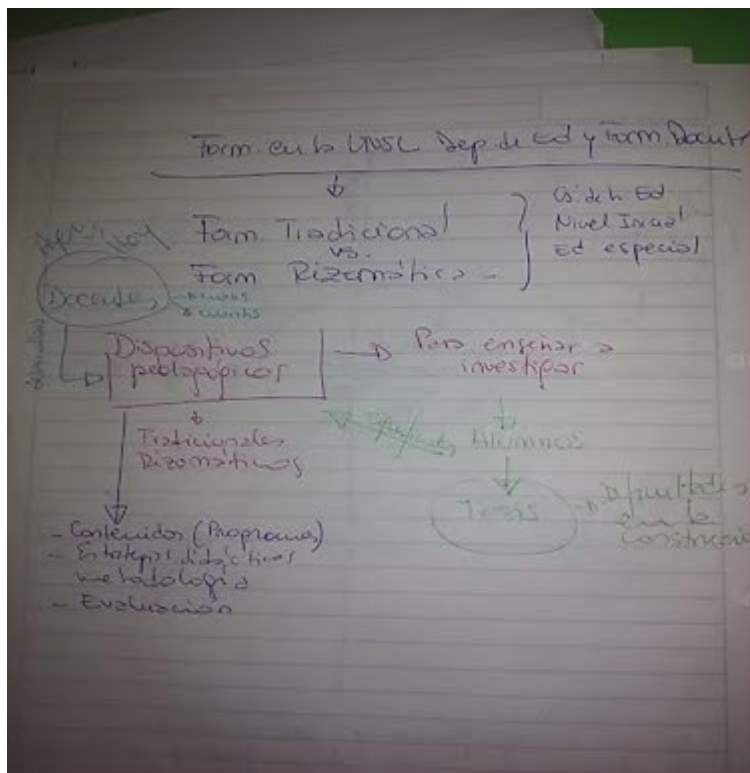 Form. en la UNSL Dep. de Ed y Form. Docente
Form. Tradicional
vs.
Form Rizomática -
Cs. de la Ed
Nivel Inicial
Ed especial
Docentes
Dispositivos
pedagógicos
Para enseñar a
investigar
Tradicionales
Rizomáticos
Alumnos
Tesis
Dificultades
en la
Construcción
- Contenidos (Programa)
- Estrategias didácticas
metodología
- Evaluación